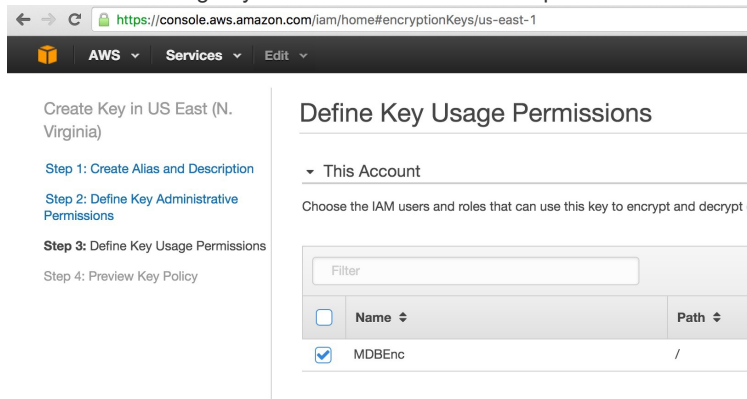 https://console.aws.amazon.com/iam/home#encryptionKeys/us-east-1
AWS Services Edit
Create Key in US East (N.
Virginia)
Step 1: Create Alias and Description
Step 2: Define Key Administrative
Permissions
Step 3: Define Key Usage Permissions
Step 4: Preview Key Policy
Define Key Usage Permissions
This Account
Choose the IAM users and roles that can use this key to encrypt and decrypt
Filter
Name Path
MDBEnc /